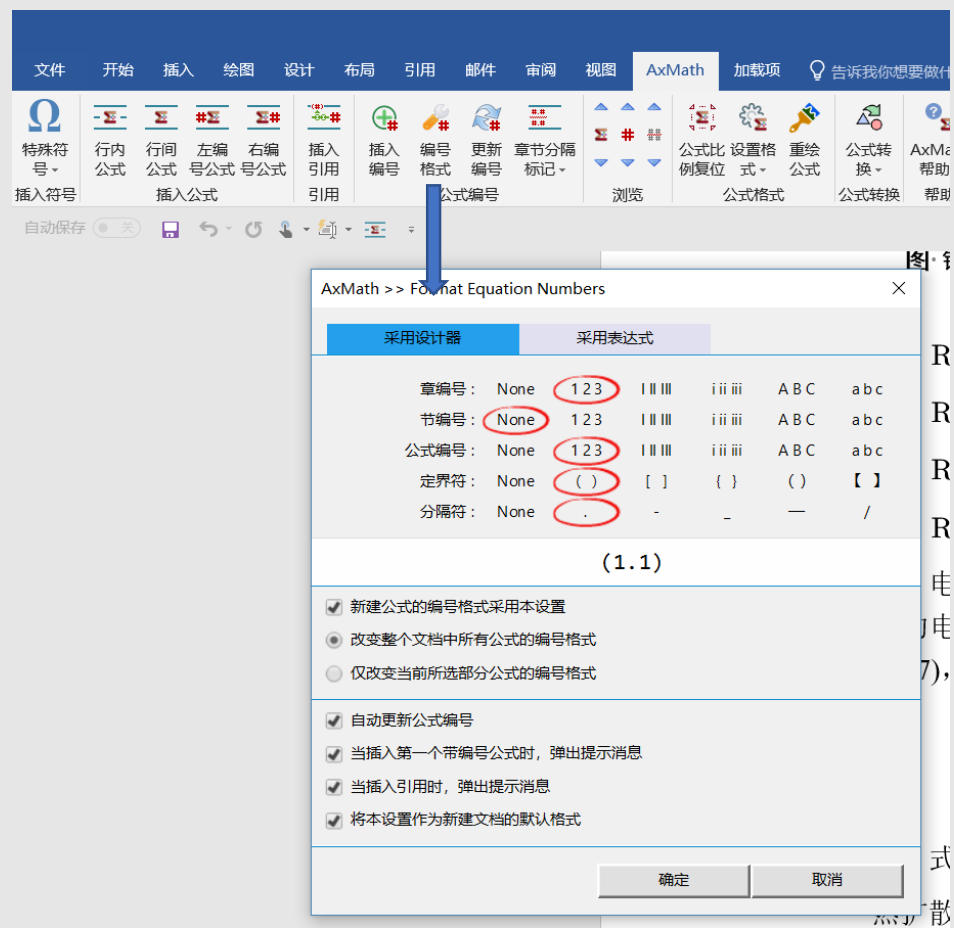 文件 开始 插入 绘图 设计 布局 引用 邮件 审阅 视图 AxMath 加载项 告诉我你想要做什
特殊符 行内 行间 左编 右编 插入 插入 编号 更新 章节分隔 公式比 设置格 重绘 公式转 AxMa
号 公式 公式 号公式 号公式 引用 编号 格式 编号 标记 例复位 式 公式 换 帮助
插入符号 插入公式 引用 公式编号 浏览 公式格式 公式转换 帮助
自动保存 关
图
AxMath >> Format Equation Numbers
采用设计器 采用表达式
R
章编号： None 1 2 3 I II III i ii iii A B C a b c
R
节编号： None 1 2 3 I II III i ii iii A B C a b c
公式编号： None 1 2 3 I II III i ii iii A B C a b c
R
定界符： None ( ) [ ] { } () 【 】
分隔符： None . - _ — /
R
(1.1)
电
新建公式的编号格式采用本设置
电
改变整个文档中所有公式的编号格式
仅改变当前所选部分公式的编号格式
7)，
自动更新公式编号
当插入第一个带编号公式时，弹出提示消息
当插入引用时，弹出提示消息
将本设置作为新建文档的默认格式
式
确定 取消
热扩散